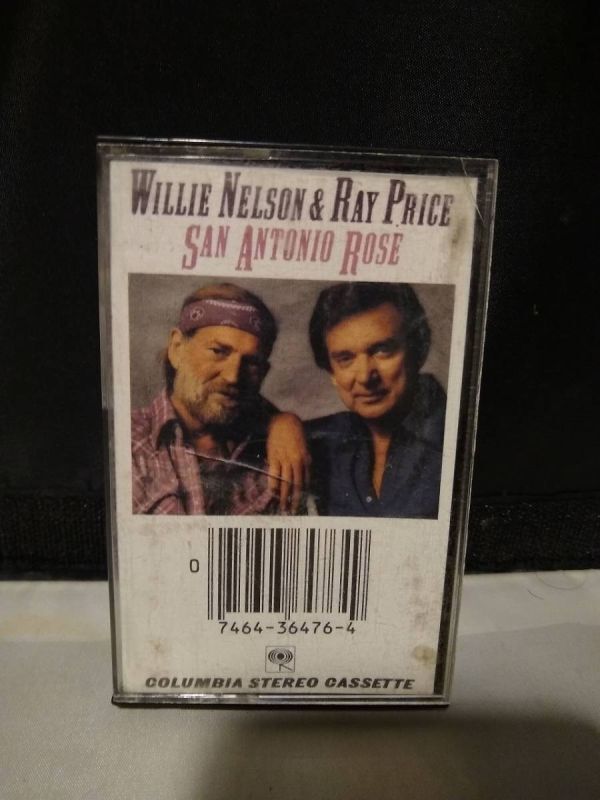 WILLIE NELSON & RAY PRICE
SAN ANTONIO ROSE
0
7464-36476-4
COLUMBIA STEREO CASSETTE